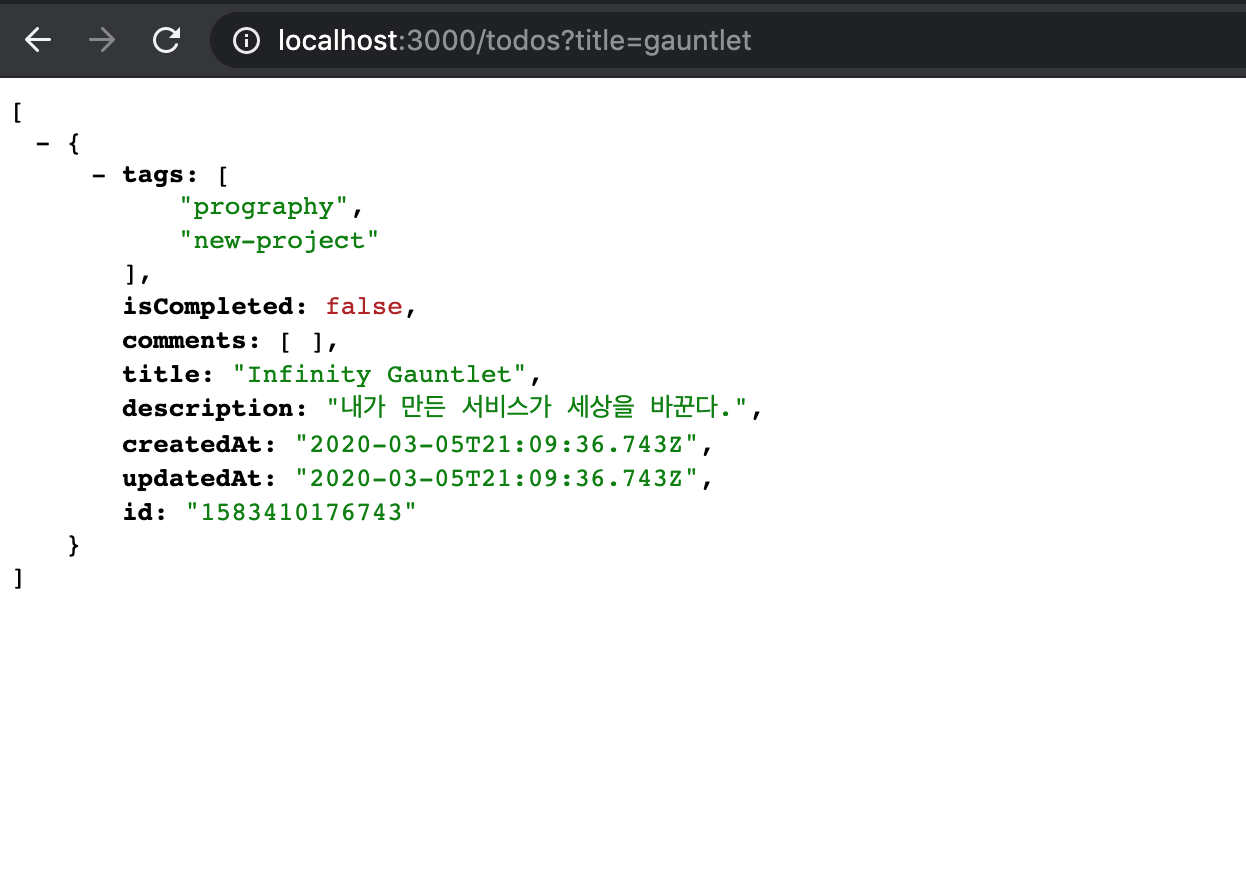 localhost:3000/todos?title=gauntlet
[
- {
- tags: [
"prography",
"new-project"
],
isCompleted: false,
comments: [ ],
title: "Infinity Gauntlet",
description: "내가 만든 서비스가 세상을 바꾼다.",
createdAt: "2020-03-05T21:09:36.743Z",
updatedAt: "2020-03-05T21:09:36.743Z",
id: "1583410176743"
}
]